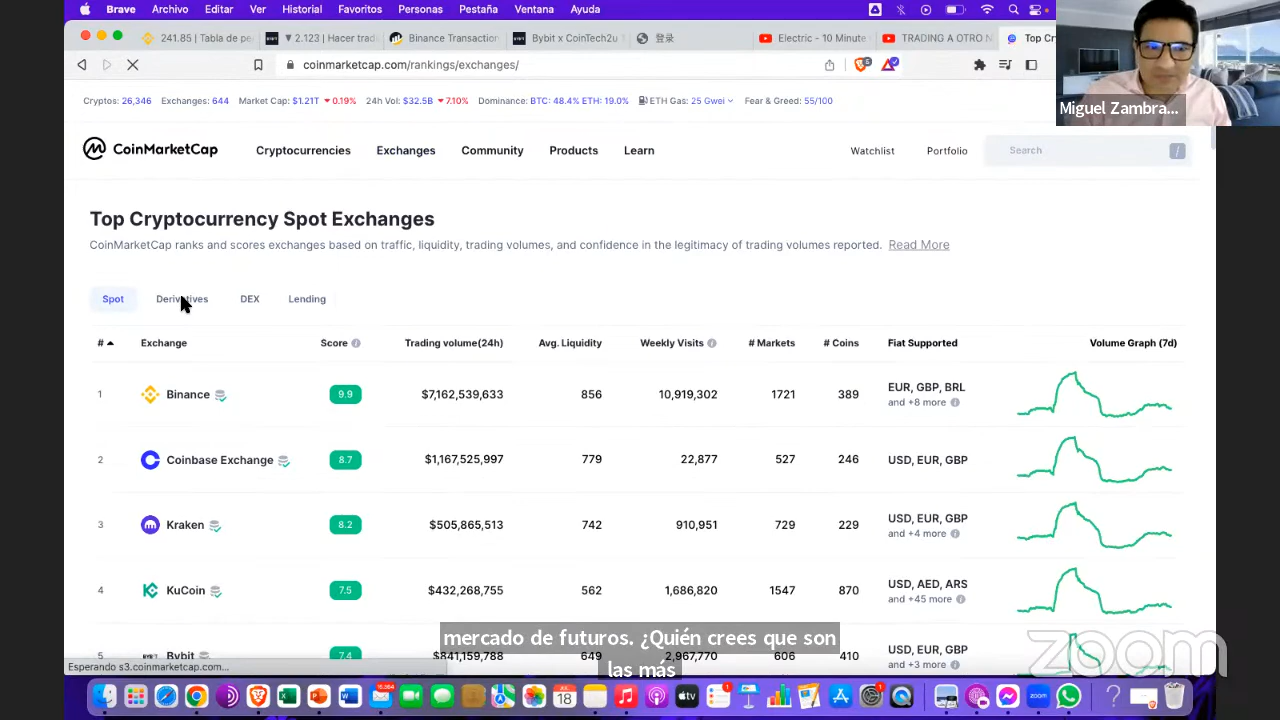 Brave Archivo Editar Ver Historial Favoritos Personas Pestaña Ventana Ayuda
241.85 | Tabla de pe
2.123 | Hacer trad
Binance Transaction
Bybit x CoinTech2u
登录
Electric - 10 Minute
TRADING A OTRO N
Top Cr
coinmarketcap.com/rankings/exchanges/
Miguel Zambra...
Cryptos: 26,346 Exchanges: 644 Market Cap: $1.21T 0.19% 24h Vol: $32.5B 7.10% Dominance: BTC: 48.4% ETH: 19.0% ETH Gas: 25 Gwei Fear & Greed: 55/100
CoinMarketCap Cryptocurrencies Exchanges Community Products Learn Watchlist Portfolio Search /
Top Cryptocurrency Spot Exchanges
CoinMarketCap ranks and scores exchanges based on traffic, liquidity, trading volumes, and confidence in the legitimacy of trading volumes reported. Read More
Spot Derivatives DEX Lending
# Exchange Score Trading volume(24h) Avg. Liquidity Weekly Visits # Markets # Coins Fiat Supported Volume Graph (7d)
1 Binance 9.9 $7,162,539,633 856 10,919,302 1721 389 EUR, GBP, BRL
and +8 more
2 Coinbase Exchange 8.7 $1,167,525,997 779 22,877 527 246 USD, EUR, GBP
3 Kraken 8.2 $505,865,513 742 910,951 729 229 USD, EUR, GBP
and +4 more
4 KuCoin 7.5 $432,268,755 562 1,686,820 1547 870 USD, AED, ARS
and +45 more
5 Bybit 7.4 $841,159,788 649 2,967,770 606 410 USD, EUR, GBP
and +3 more
mercado de futuros. ¿Quién crees que son
las más
Esperando s3.coinmarketcap.com...
zoom
JUL
18
tv
zoom